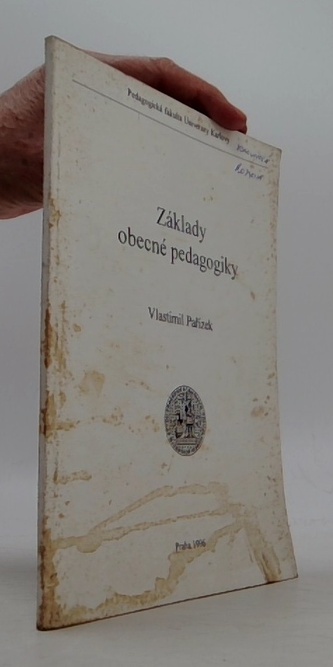 Pedagogická fakulta Univerzity Karlovy
Základy
obecné pedagogiky
Vlastimil Pařízek
Praha 1996